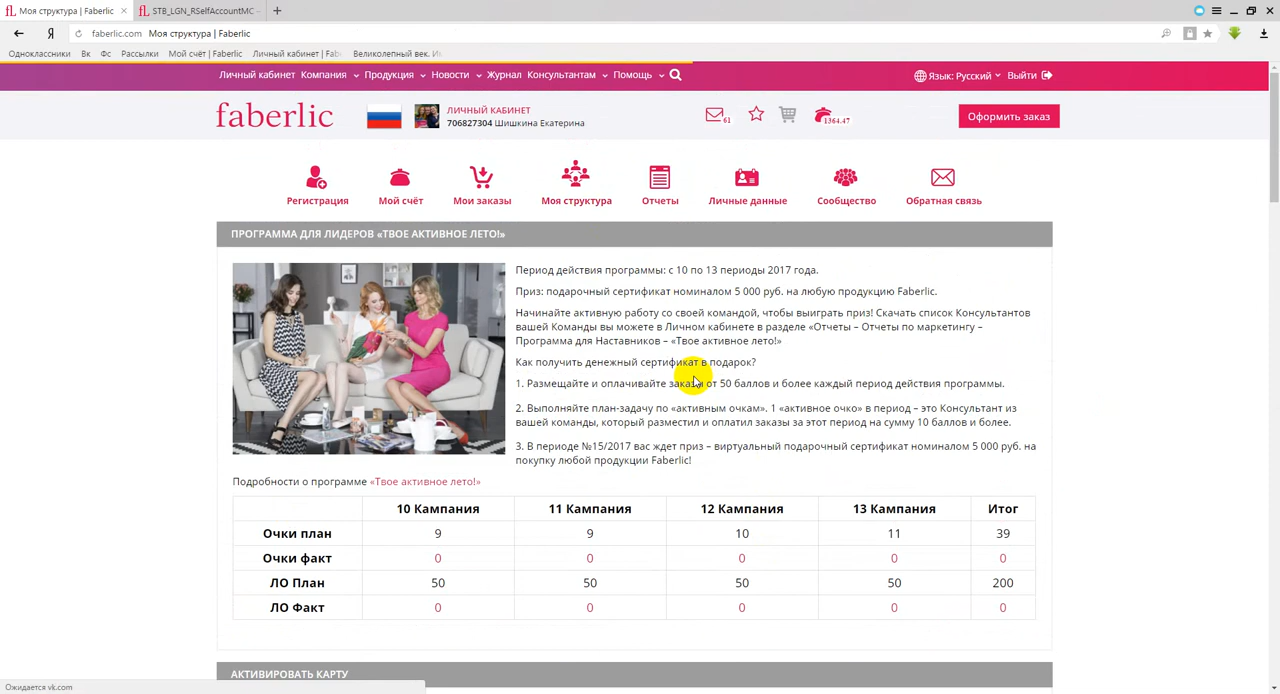 Моя структура | Faberlic
STB_LGN_RSelfAccountMC -
faberlic.com Моя структура | Faberlic
Одноклассники Вк Фс Рассылки Мой счёт | Faberlic Личный кабинет | Fab Великолепный век.
Личный кабинет Компания Продукция Новости Журнал Консультантам Помощь Язык: Русский Выйти
faberlic
ЛИЧНЫЙ КАБИНЕТ
706827304 Шишкина Екатерина
61
1364.47
Оформить заказ
Регистрация Мой счёт Мои заказы Моя структура Отчеты Личные данные Сообщество Обратная связь
ПРОГРАММА ДЛЯ ЛИДЕРОВ «ТВОЕ АКТИВНОЕ ЛЕТО!»
Период действия программы: с 10 по 13 периоды 2017 года.
Приз: подарочный сертификат номиналом 5 000 руб. на любую продукцию Faberlic.
Начинайте активную работу со своей командой, чтобы выиграть приз! Скачать список Консультантов
вашей Команды вы можете в Личном кабинете в разделе «Отчеты – Отчеты по маркетингу –
Программа для Наставников – «Твое активное лето!»
Как получить денежный сертификат в подарок?
1. Размещайте и оплачивайте заказы от 50 баллов и более каждый период действия программы.
2. Выполняйте план-задачу по «активным очкам». 1 «активное очко» в период – это Консультант из
вашей команды, который разместил и оплатил заказы за этот период на сумму 10 баллов и более.
3. В периоде №15/2017 вас ждет приз – виртуальный подарочный сертификат номиналом 5 000 руб. на
покупку любой продукции Faberlic!
Подробности о программе «Твое активное лето!»
10 Кампания 11 Кампания 12 Кампания 13 Кампания Итог
Очки план 9 9 10 11 39
Очки факт 0 0 0 0 0
ЛО План 50 50 50 50 200
ЛО Факт 0 0 0 0 0
АКТИВИРОВАТЬ КАРТУ
Ожидается vk.com